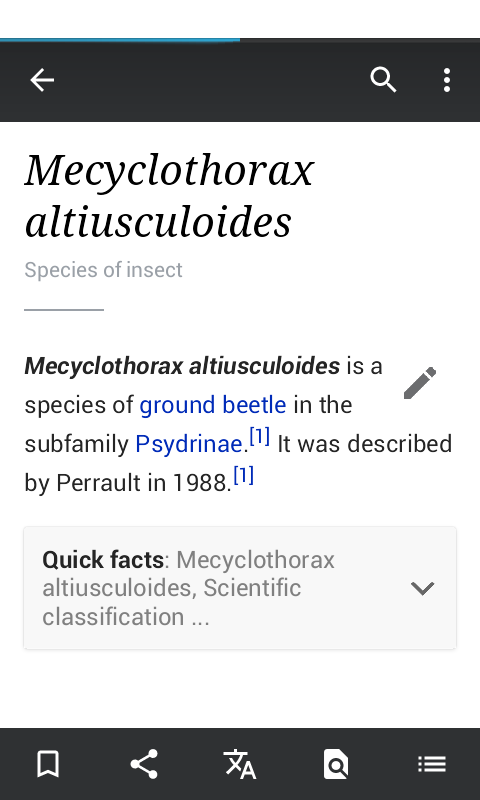 Mecyclothorax
altiusculoides
Species of insect
Mecyclothorax altiusculoides is a
species of ground beetle in the
subfamily Psydrinae.[1] It was described
by Perrault in 1988.[1]
Quick facts: Mecyclothorax
altiusculoides, Scientific
classification ...